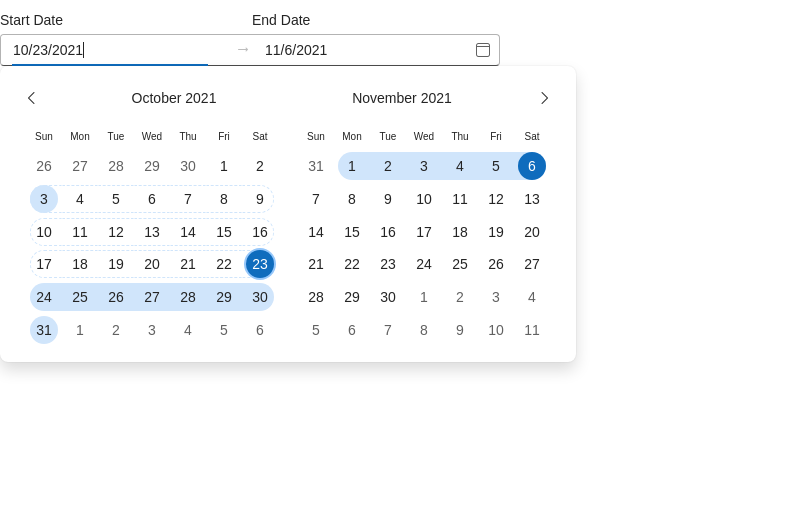 Start Date End Date
10/23/2021 → 11/6/2021
October 2021 November 2021
Sun Mon Tue Wed Thu Fri Sat Sun Mon Tue Wed Thu Fri Sat
26 27 28 29 30 1 2 31 1 2 3 4 5 6
3 4 5 6 7 8 9 7 8 9 10 11 12 13
10 11 12 13 14 15 16 14 15 16 17 18 19 20
17 18 19 20 21 22 23 21 22 23 24 25 26 27
24 25 26 27 28 29 30 28 29 30 1 2 3 4
31 1 2 3 4 5 6 5 6 7 8 9 10 11